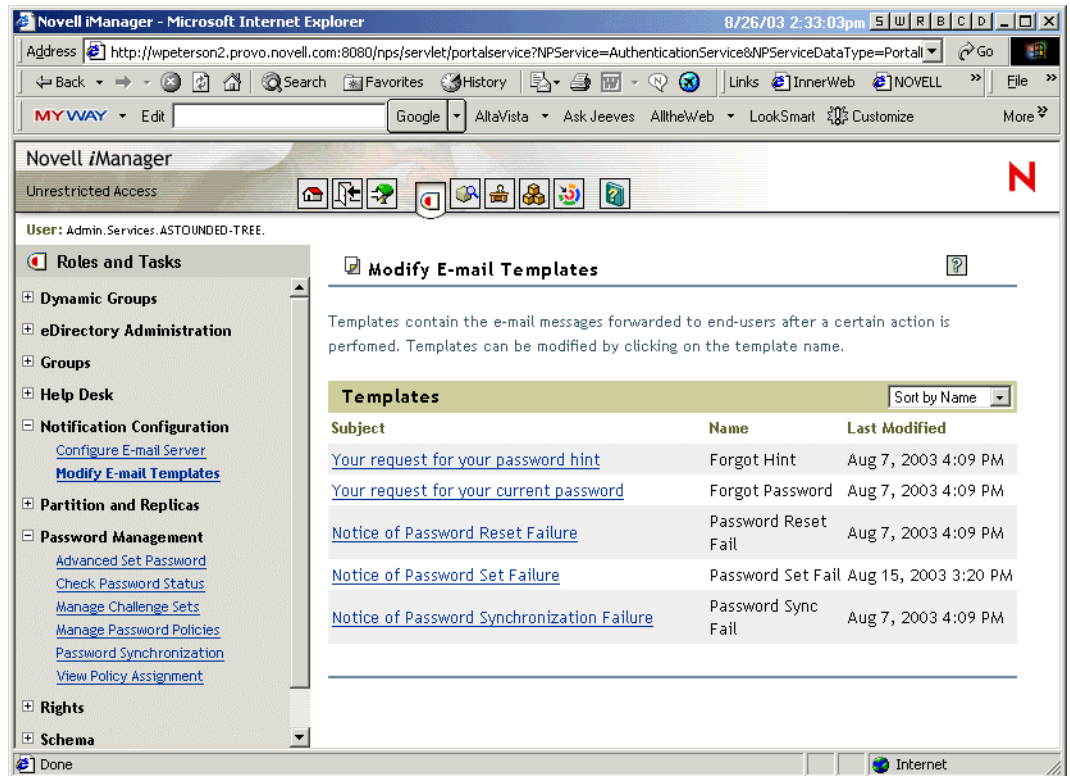 Novell iManager - Microsoft Internet Explorer 8/26/03 2:33:03pm S W R B C D
Address http://wpeterson2.provo.novell.com:8080/nps/servlet/portalservice?NPService=AuthenticationService&NPServiceDataType=Portall Go
Back Search Favorites History Links InnerWeb NOVELL » File »
MYWAY Edit Google AltaVista Ask Jeeves AlltheWeb LookSmart Customize More »
Novell iManager
Unrestricted Access
N
User: Admin.Services.ASTOUNDED-TREE.
Roles and Tasks
Dynamic Groups
eDirectory Administration
Groups
Help Desk
Notification Configuration
Configure E-mail Server
Modify E-mail Templates
Partition and Replicas
Password Management
Advanced Set Password
Check Password Status
Manage Challenge Sets
Manage Password Policies
Password Synchronization
View Policy Assignment
Rights
Schema
Modify E-mail Templates ?
Templates contain the e-mail messages forwarded to end-users after a certain action is
perfomed. Templates can be modified by clicking on the template name.
Templates Sort by Name
Subject Name Last Modified
Your request for your password hint Forgot Hint Aug 7, 2003 4:09 PM
Your request for your current password Forgot Password Aug 7, 2003 4:09 PM
Notice of Password Reset Failure Password Reset Fail Aug 7, 2003 4:09 PM
Notice of Password Set Failure Password Set Fail Aug 15, 2003 3:20 PM
Notice of Password Synchronization Failure Password Sync Fail Aug 7, 2003 4:09 PM
Done Internet